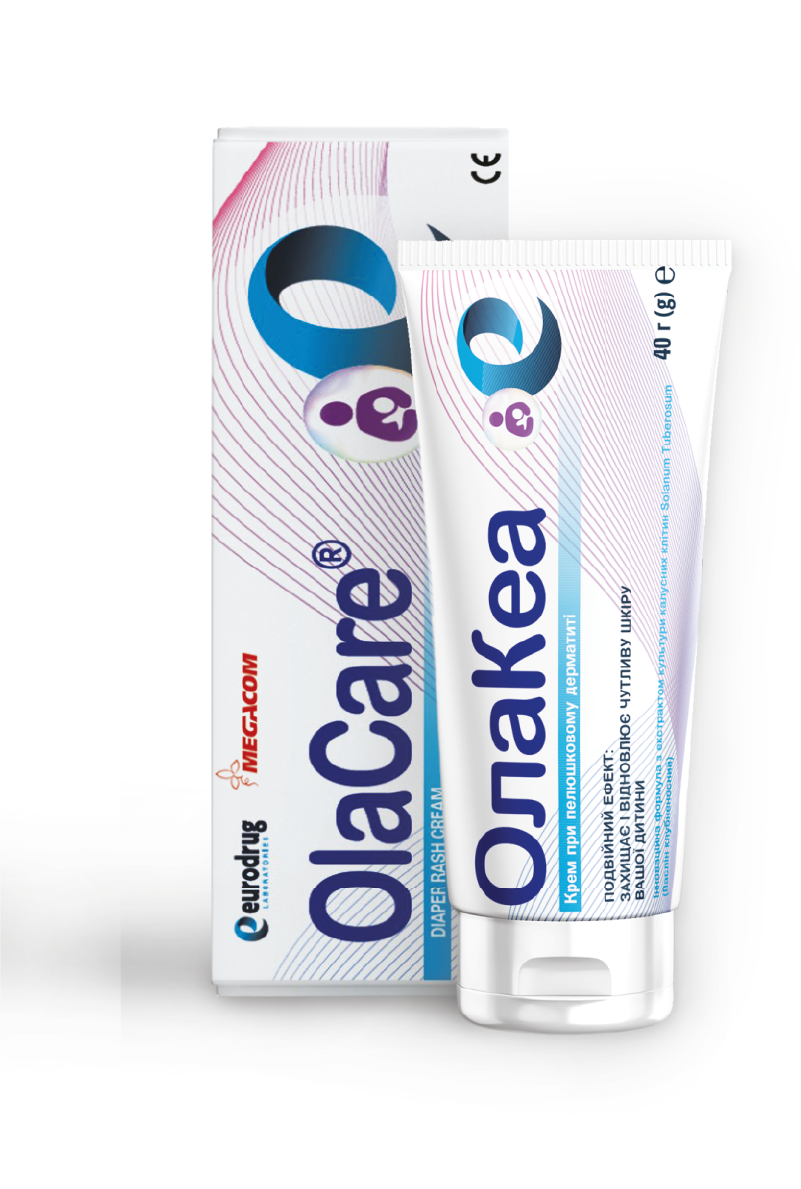 CE
OlaCare®
DIAPER RASH CREAM
MEGACOM
eurodrug
LABORATORIES
ОлаКеа
Крем при пелюшковому дерматиті
ПОДВІЙНИЙ ЕФЕКТ:
ЗАХИЩАЄ І ВІДНОВЛЮЄ ЧУТЛИВУ ШКІРУ
ВАШОЇ ДИТИНИ
Інноваційна формула з екстрактом культури калусних клітин Solanum Tuberosum
(Паслін клубненосний)
40 г (g) ℮